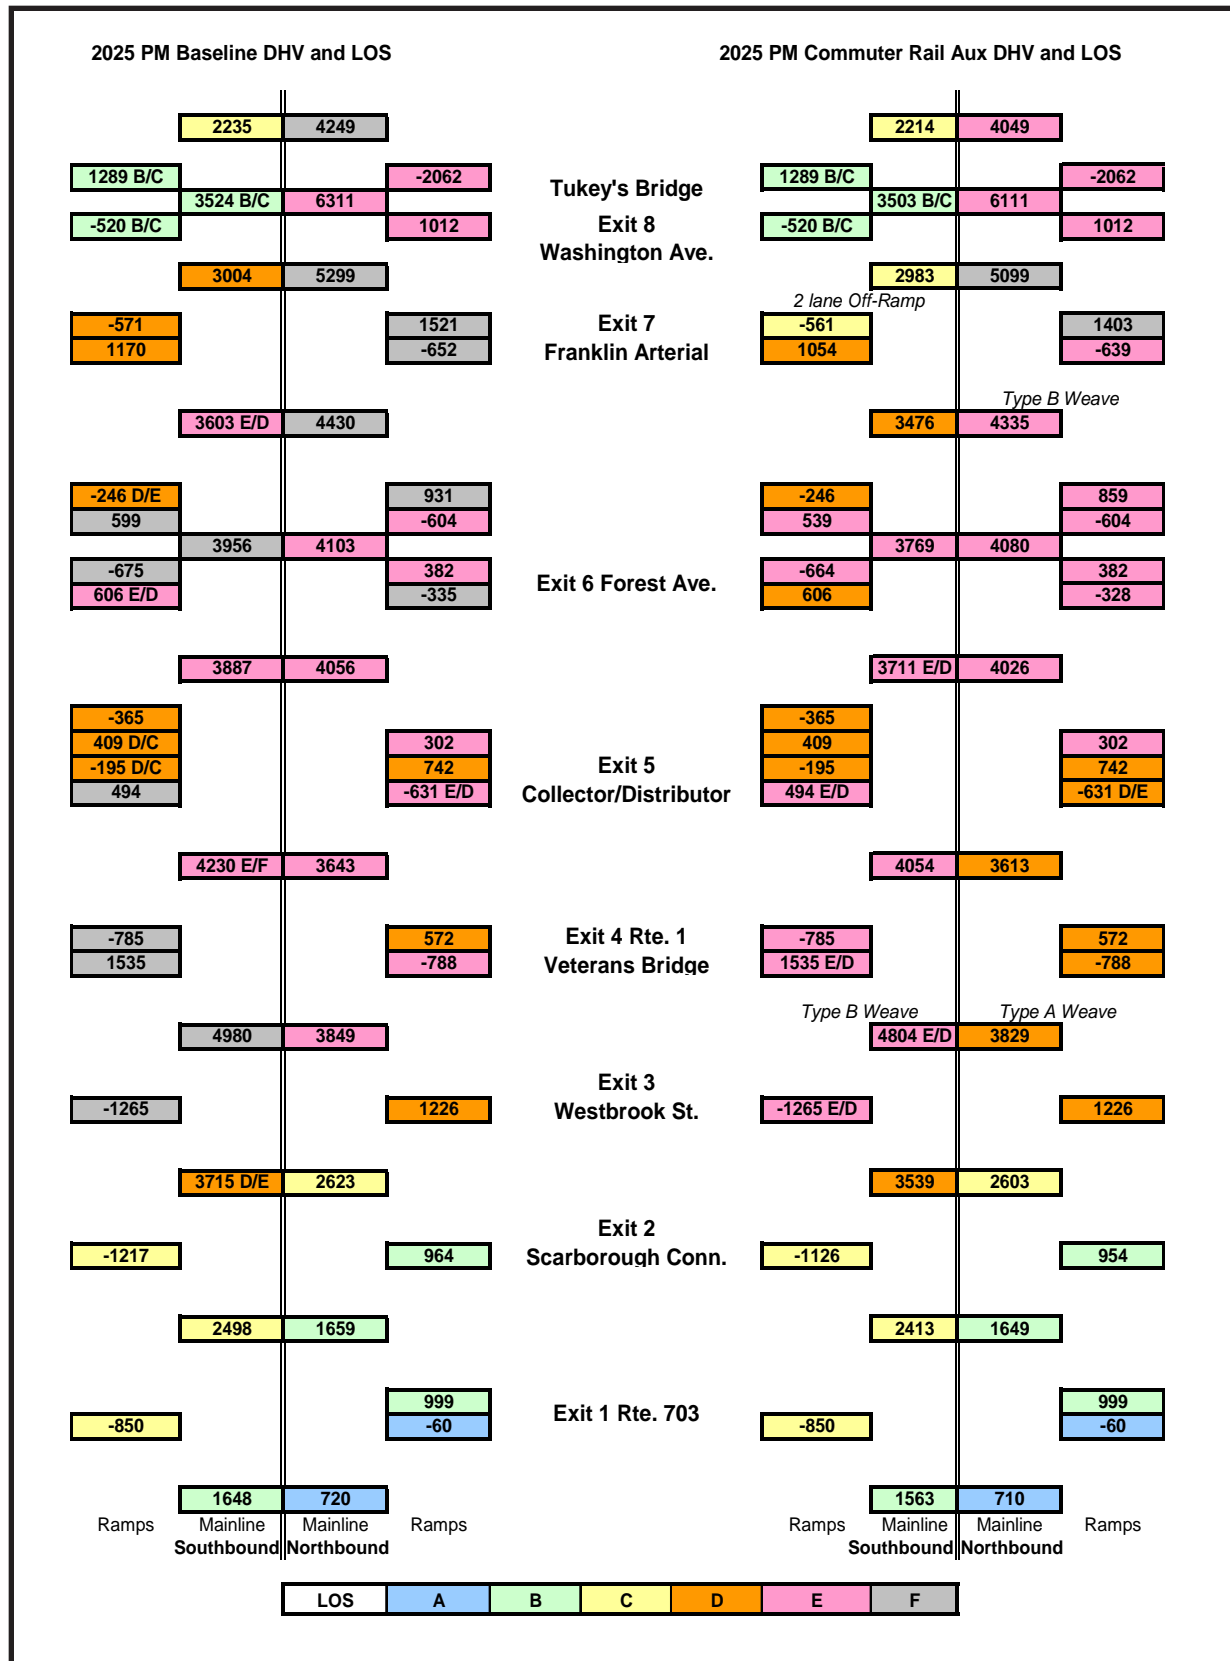 2025 PM Baseline DHV and LOS 2025 PM Commuter Rail Aux DHV and LOS
2235 4249 2214 4049
1289 B/C -2062 Tukey's Bridge 1289 B/C -2062
3524 B/C 6311 3503 B/C 6111
-520 B/C 1012 Exit 8 -520 B/C 1012
Washington Ave.
3004 5299 2983 5099
2 lane Off-Ramp
-571 1521 Exit 7 -561 1403
1170 -652 Franklin Arterial 1054 -639
Type B Weave
3603 E/D 4430 3476 4335
-246 D/E 931 -246 859
599 -604 539 -604
3956 4103 3769 4080
-675 382 Exit 6 Forest Ave. -664 382
606 E/D -335 606 -328
3887 4056 3711 E/D 4026
-365 -365
409 D/C 302 409 302
-195 D/C 742 Exit 5 -195 742
494 -631 E/D Collector/Distributor 494 E/D -631 D/E
4230 E/F 3643 4054 3613
-785 572 Exit 4 Rte. 1 -785 572
1535 -788 Veterans Bridge 1535 E/D -788
Type B Weave Type A Weave
4980 3849 4804 E/D 3829
Exit 3
-1265 1226 Westbrook St. -1265 E/D 1226
3715 D/E 2623 3539 2603
Exit 2
-1217 964 Scarborough Conn. -1126 954
2498 1659 2413 1649
999 999
-850 -60 Exit 1 Rte. 703 -850 -60
1648 720 1563 710
Ramps Mainline Mainline Ramps Ramps Mainline Mainline Ramps
Southbound Northbound Southbound Northbound
LOS A B C D E F